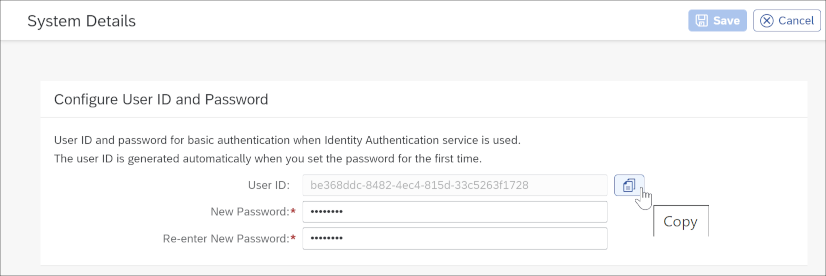 System Details
Save
Cancel
Configure User ID and Password
User ID and password for basic authentication when Identity Authentication service is used.
The user ID is generated automatically when you set the password for the first time.
User ID: be368ddc-8482-4ec4-815d-33c5263f1728
New Password:* ••••••••
Re-enter New Password:* ••••••••
Copy